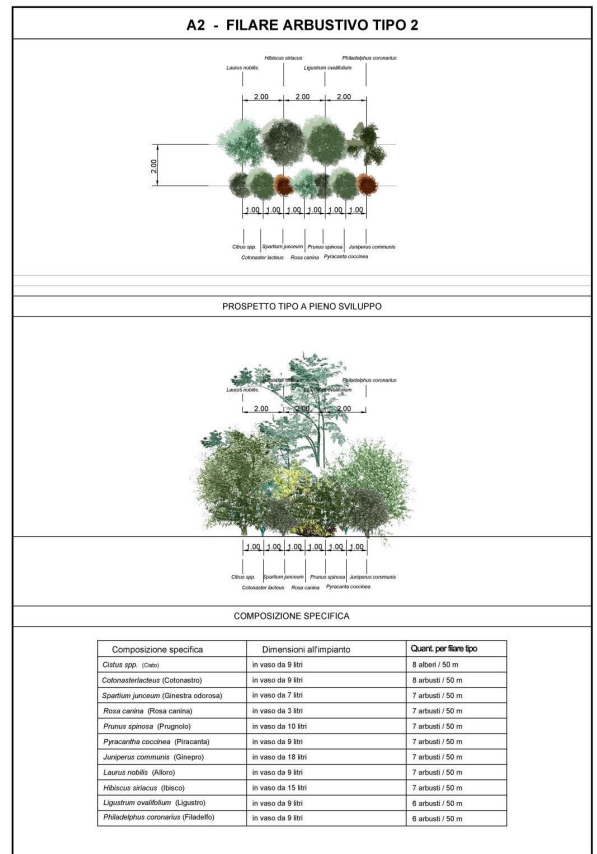 A2 - FILARE ARBUSTIVO TIPO 2
Hibiscus siriacus Philadelphus coronarius
Laurus nobilic. Ligustrum ovalifolium
2.00 2.00 2.00
2.00
1.00 1.00 1.00 1.00 1.00 1.00
Citrus spp. Spartium junceum Prunus spinosa Juniperus communis
Cotonaster lacteus Rosa canina Pyracanta coccinea
PROSPETTO TIPO A PIENO SVILUPPO
Philadelphus coronarius
Laurus nobilis.
2.00 2.00 2.00
1.00 1.00 1.00 1.00 1.00 1.00
Citrus spp. Spartium junceum Prunus spinosa Juniperus communis
Cotonaster lacteus Rosa canina Pyracanta coccinea
COMPOSIZIONE SPECIFICA
Composizione specifica Dimensioni all'impianto Quant. per filare tipo
Cistus spp. (Cisto) in vaso da 9 litri 8 alberi / 50 m
Cotonasterlacteus (Cotonastro) in vaso da 9 litri 8 arbusti / 50 m
Spartium junceum (Ginestra odorosa) in vaso da 7 litri 7 arbusti / 50 m
Rosa canina (Rosa canina) in vaso da 3 litri 7 arbusti / 50 m
Prunus spinosa (Prugnolo) in vaso da 10 litri 7 arbusti / 50 m
Pyracantha coccinea (Piracanta) in vaso da 9 litri 7 arbusti / 50 m
Juniperus communis (Ginepro) in vaso da 18 litri 7 arbusti / 50 m
Laurus nobilis (Alloro) in vaso da 9 litri 7 arbusti / 50 m
Hibiscus siriacus (Ibisco) in vaso da 15 litri 7 arbusti / 50 m
Ligustrum ovalifolium (Ligustro) in vaso da 9 litri 6 arbusti / 50 m
Philadelphus coronarius (Filadelfo) in vaso da 9 litri 6 arbusti / 50 m